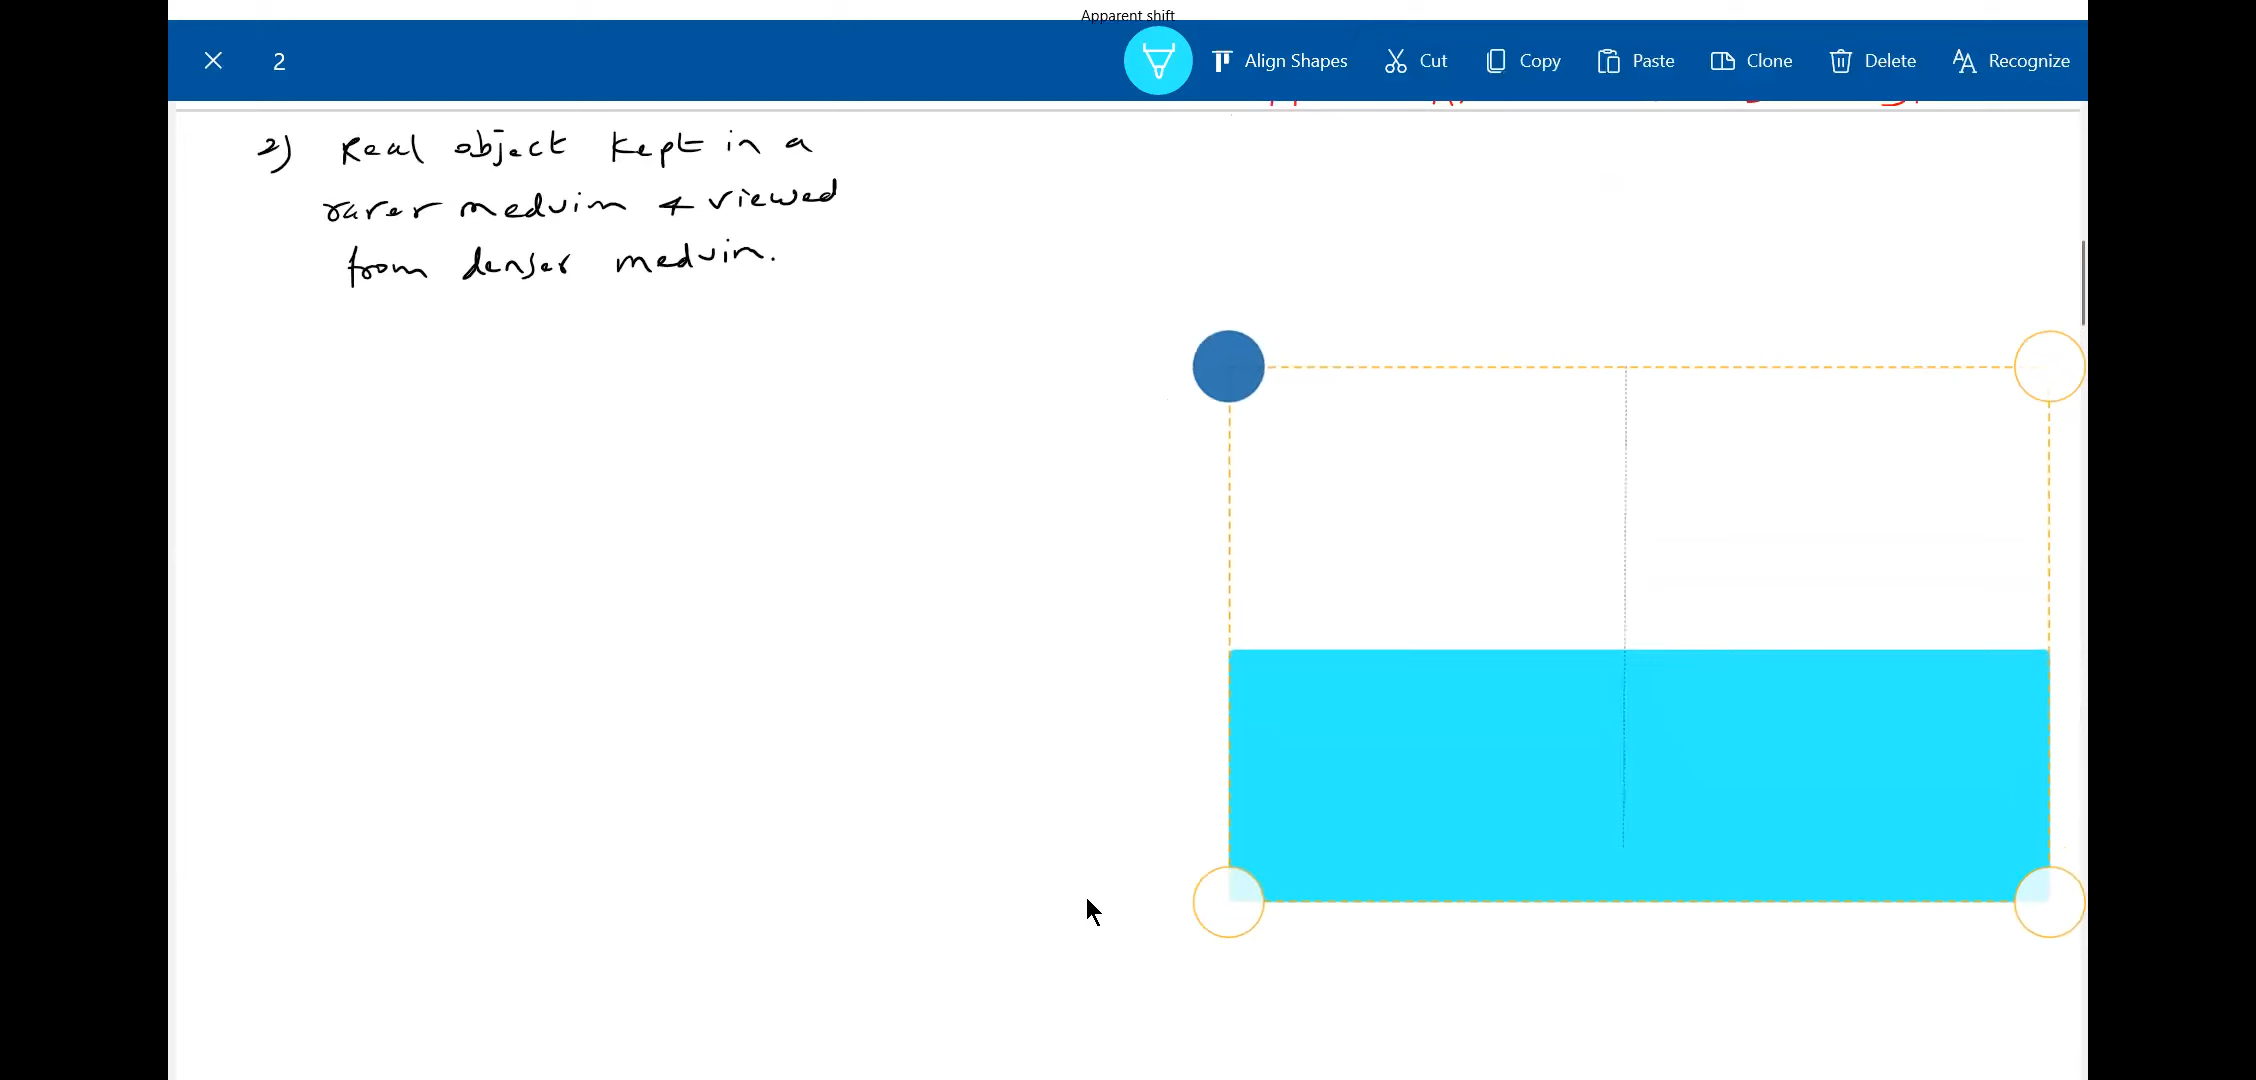 Apparent shift
2
Align Shapes
Cut
Copy
Paste
Clone
Delete
Recognize
2) Real object kept in a
rarer meduim & viewed
from denser meduim.